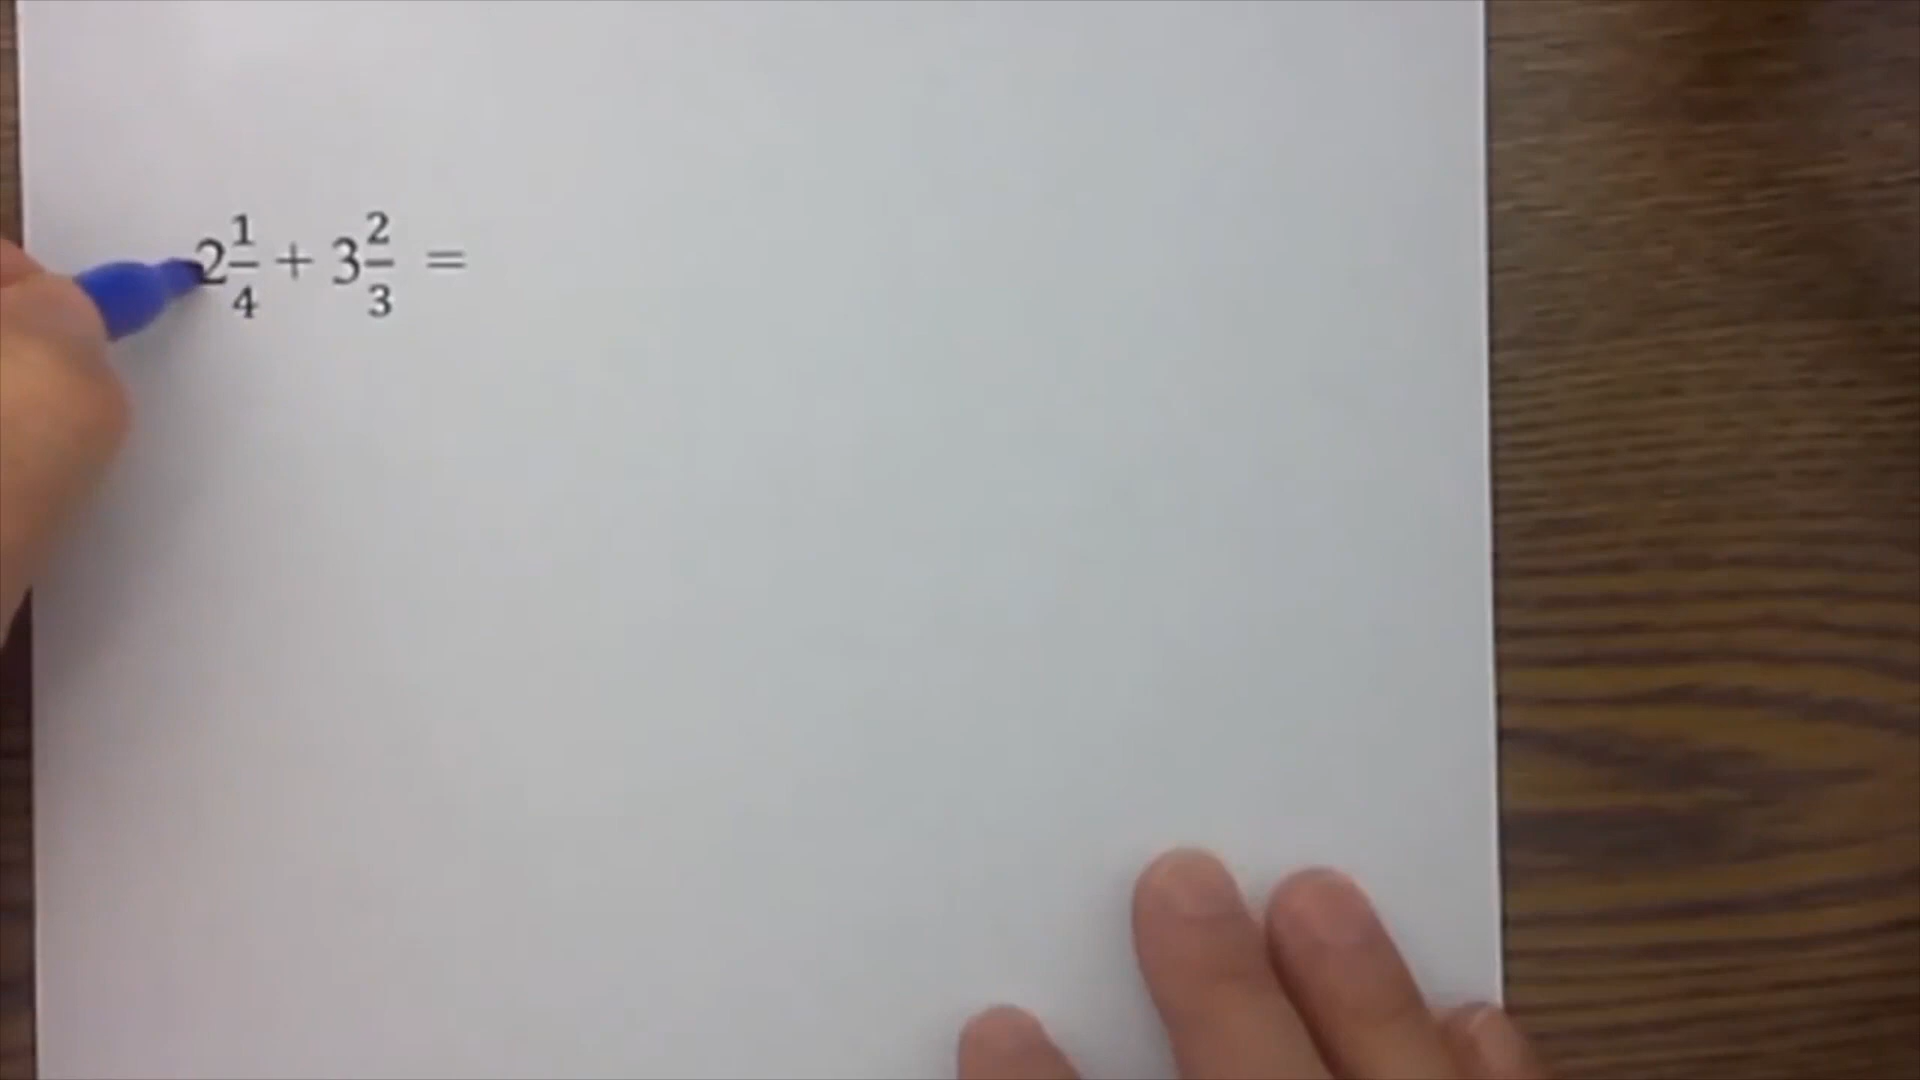 2 1/4 + 3 2/3 =